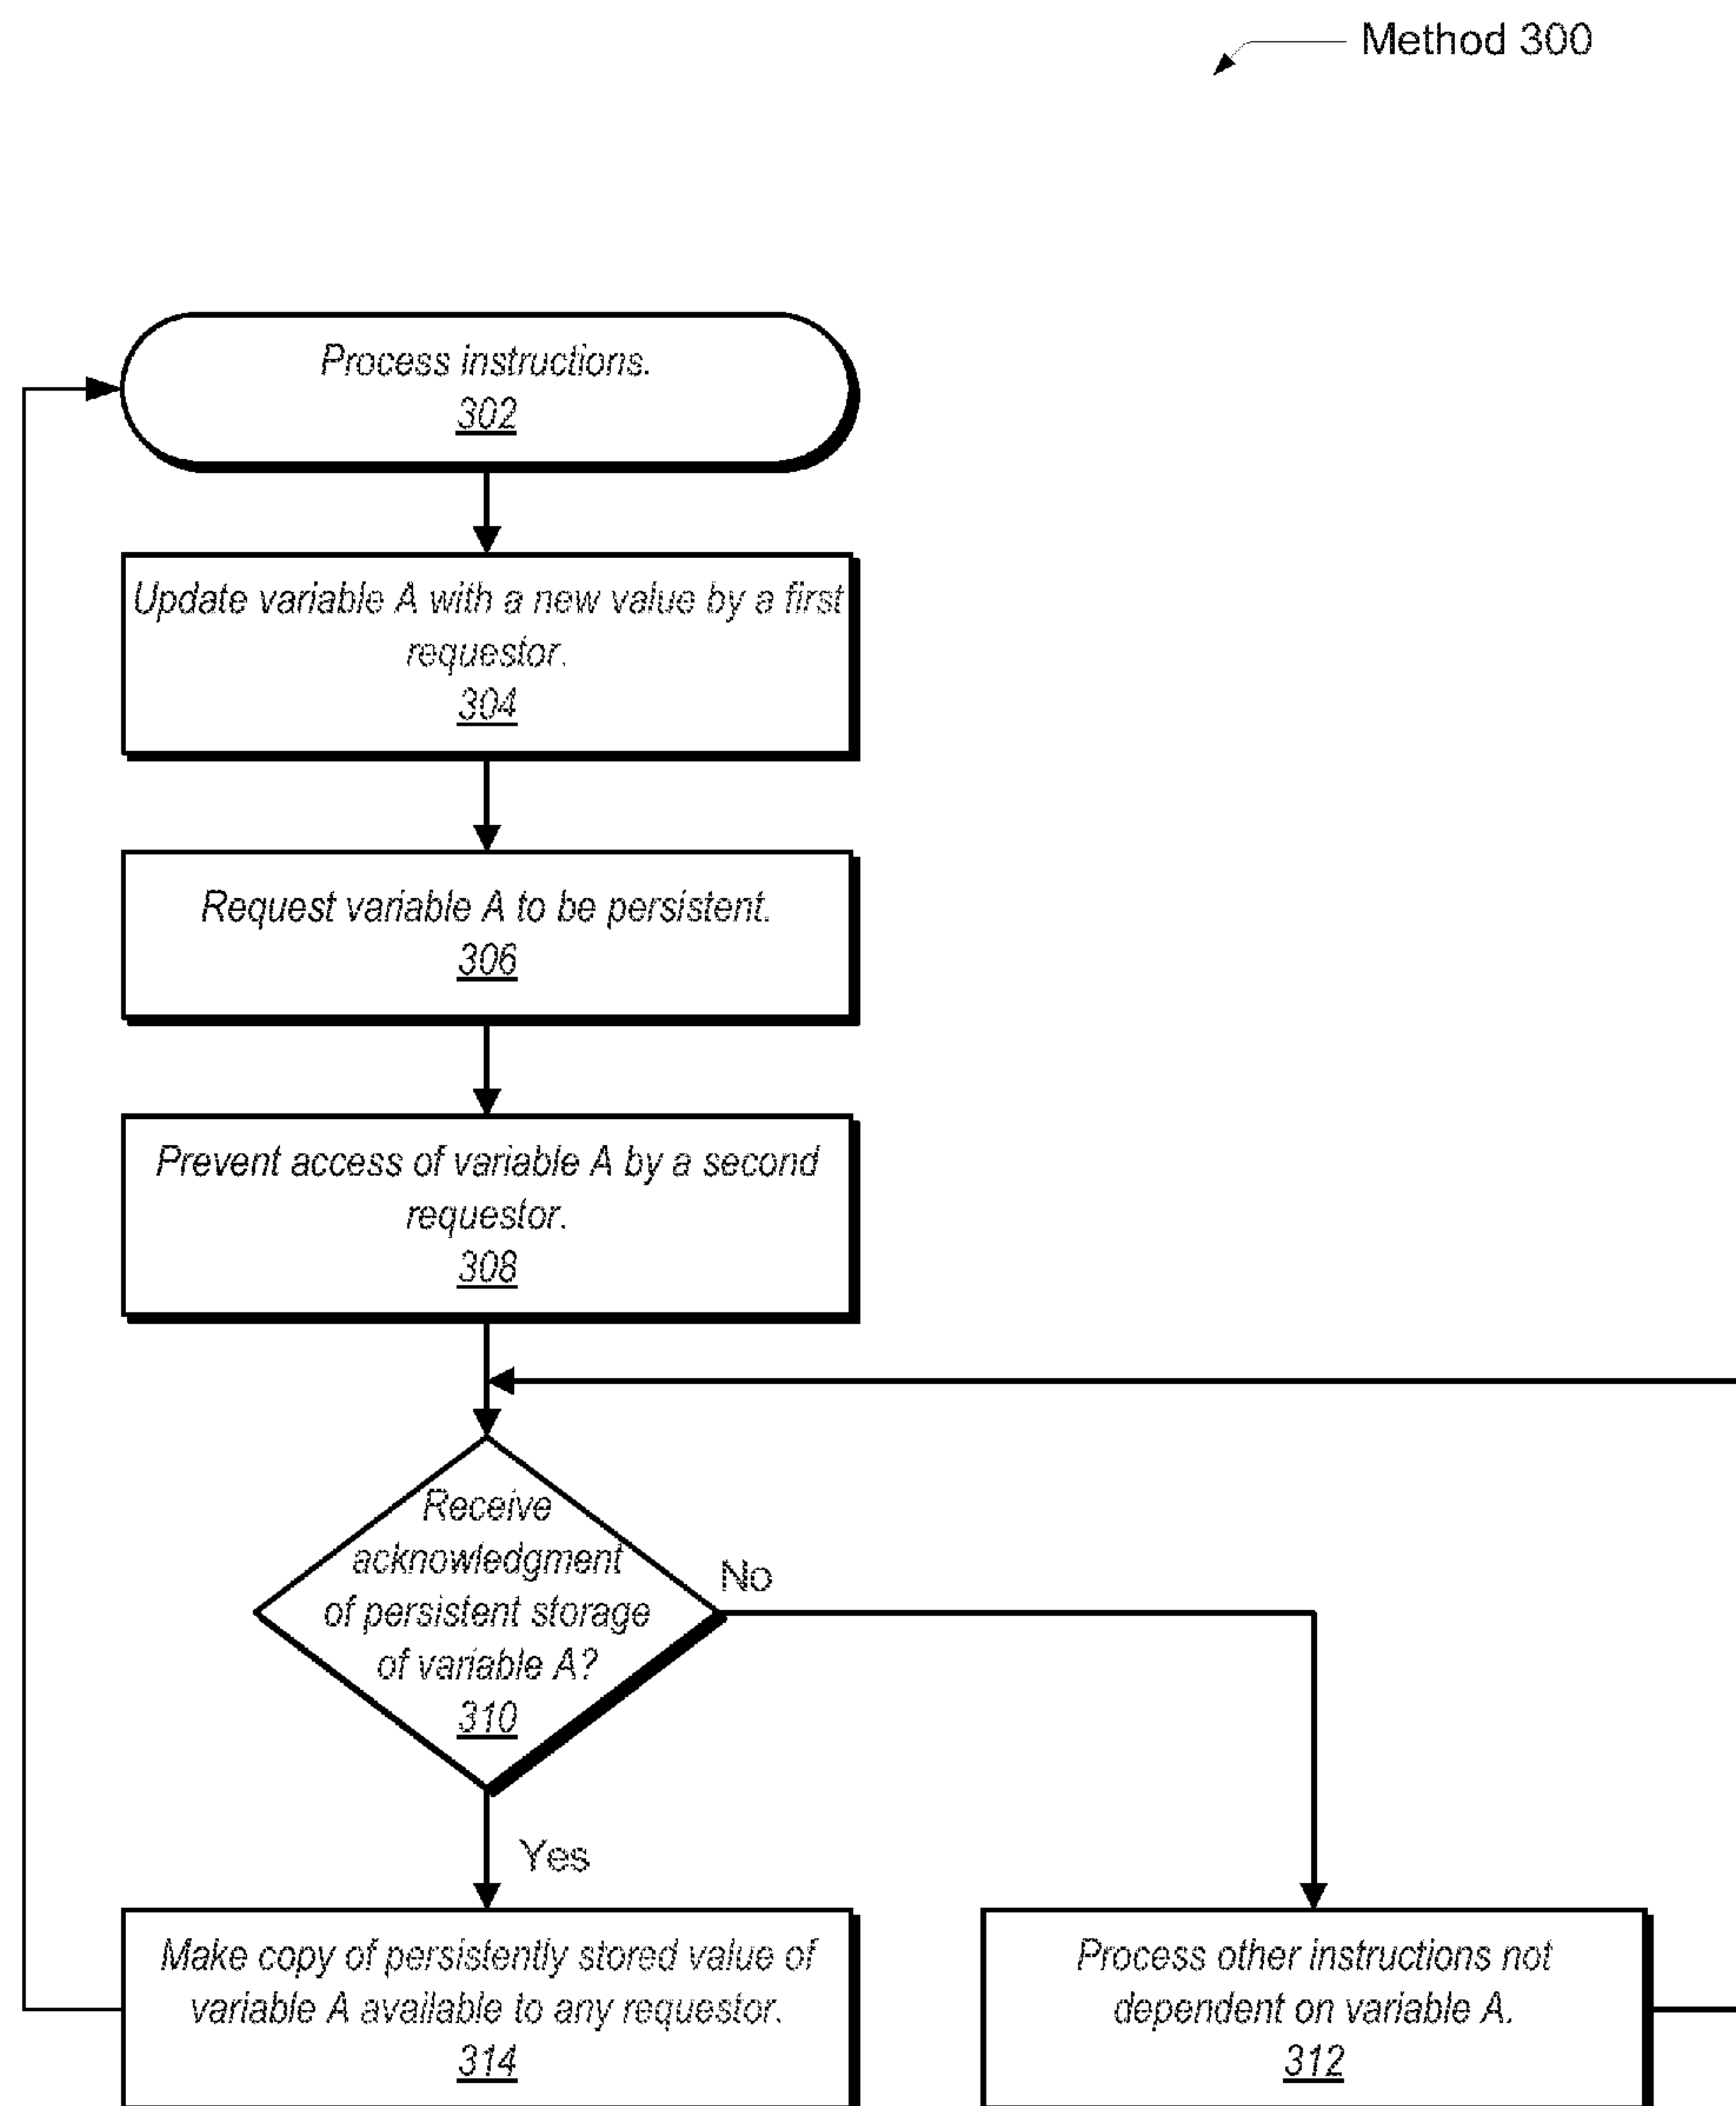 Method 300
Process instructions.
302
Update variable A with a new value by a first
requestor.
304
Request variable A to be persistent.
306
Prevent access of variable A by a second
requestor.
308
Receive
acknowledgment
of persistent storage
of variable A?
310
No
Yes
Make copy of persistently stored value of
variable A available to any requestor.
314
Process other instructions not
dependent on variable A.
312